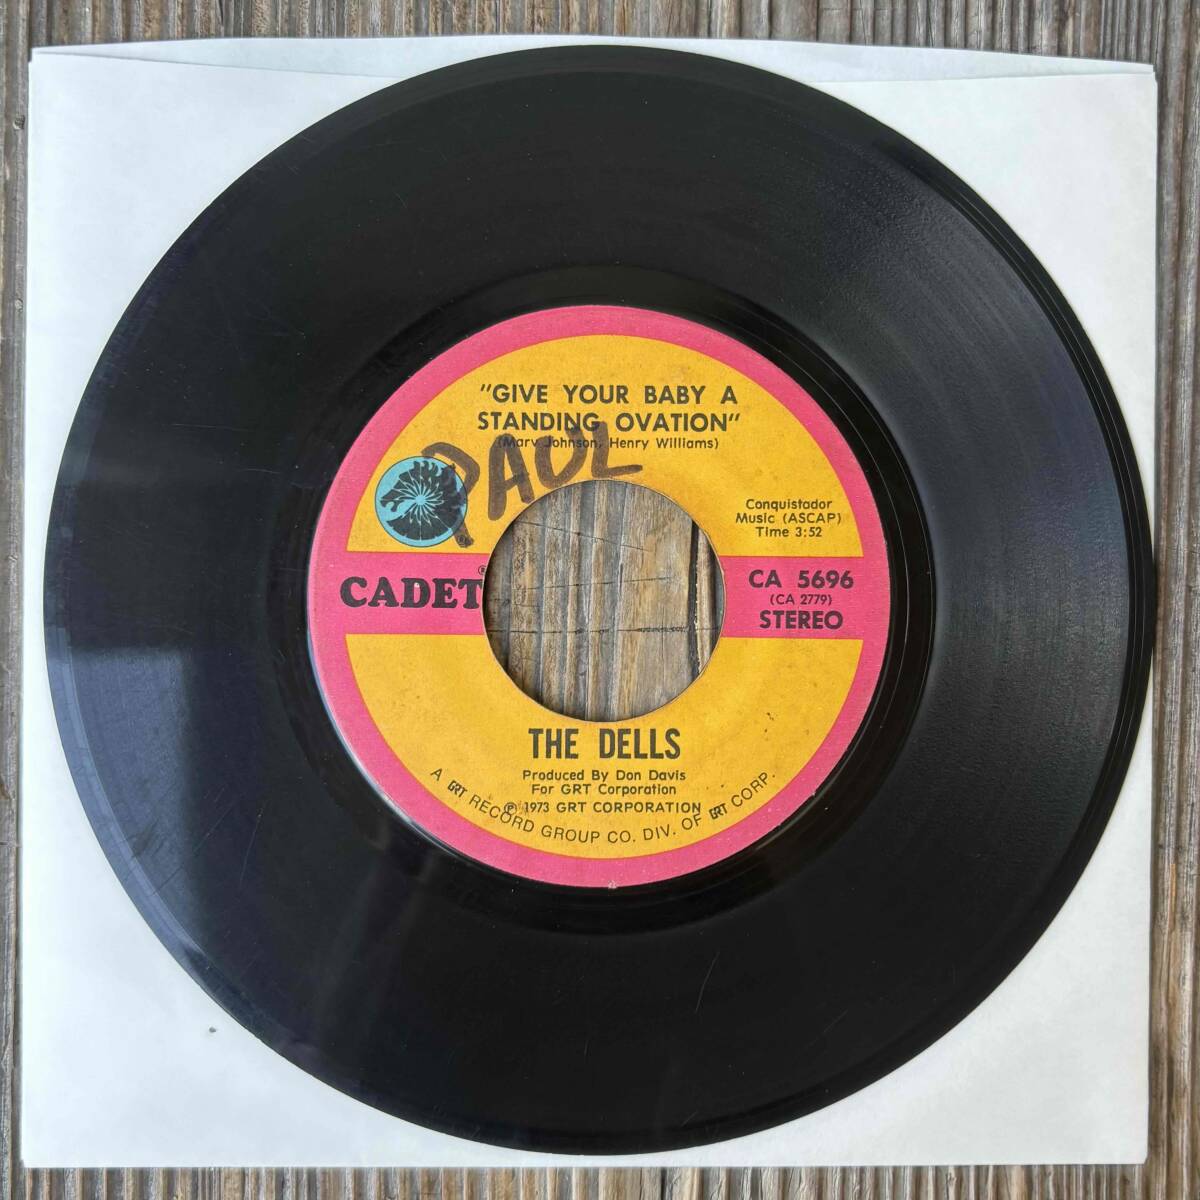 "GIVE YOUR BABY A
STANDING OVATION"
(Marv Johnson, Henry Williams)
PAUL
Conquistador
Music (ASCAP)
Time 3:52
CADET®
CA 5696
(CA 2779)
STEREO
THE DELLS
Produced By Don Davis
For GRT Corporation
℗ 1973 GRT CORPORATION
A GRT RECORD GROUP CO. DIV. OF GRT CORP.